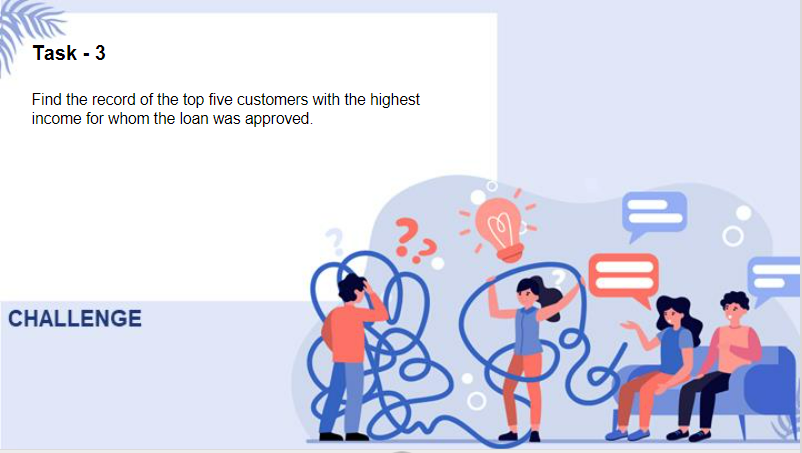 Task - 3
Find the record of the top five customers with the highest
income for whom the loan was approved.
CHALLENGE